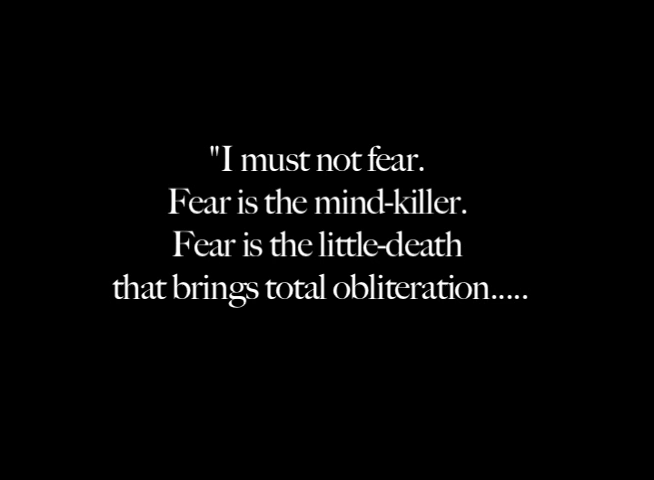 "I must not fear.
Fear is the mind-killer.
Fear is the little-death
that brings total obliteration.....